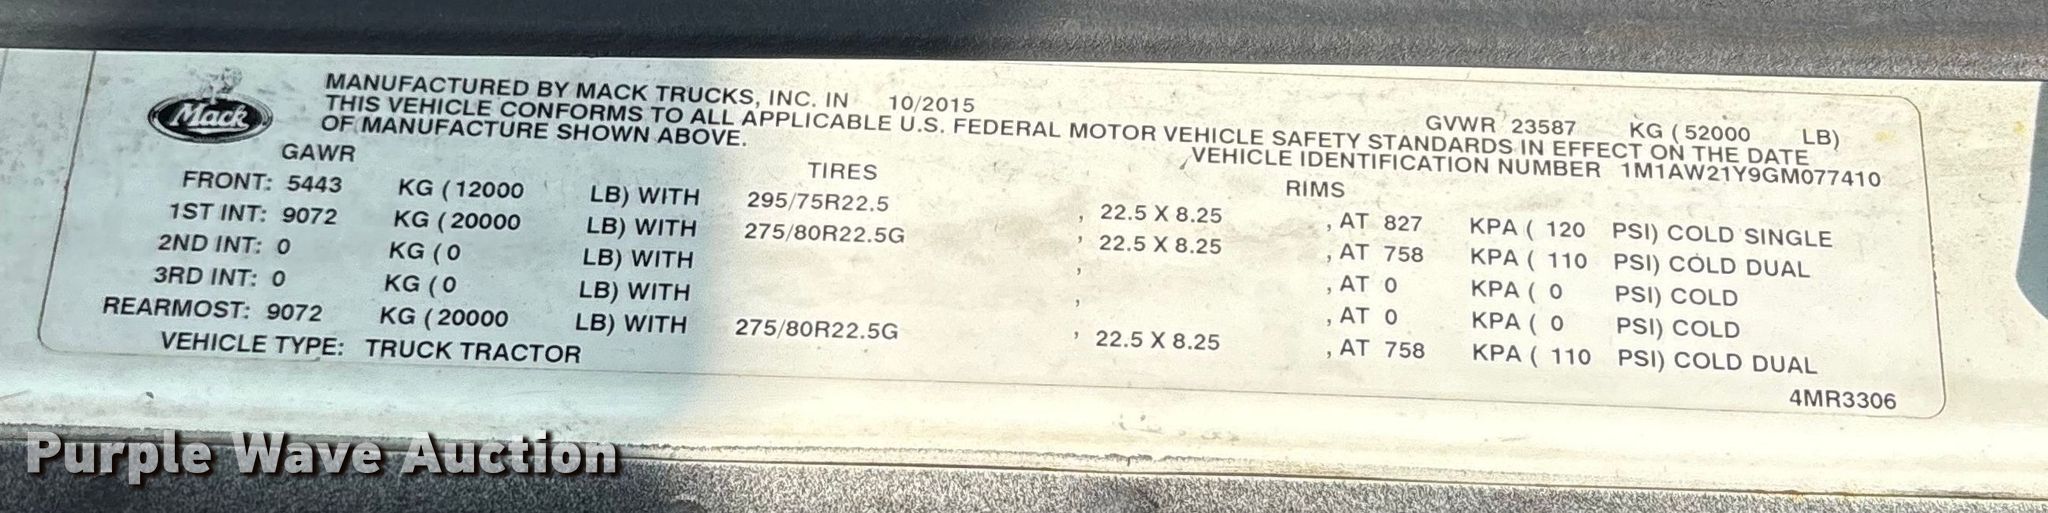 Mack
MANUFACTURED BY MACK TRUCKS, INC. IN 10/2015 GVWR 23587 KG ( 52000 LB)
THIS VEHICLE CONFORMS TO ALL APPLICABLE U.S. FEDERAL MOTOR VEHICLE SAFETY STANDARDS IN EFFECT ON THE DATE
OF MANUFACTURE SHOWN ABOVE. VEHICLE IDENTIFICATION NUMBER 1M1AW21Y9GM077410
GAWR TIRES RIMS
FRONT: 5443 KG ( 12000 LB) WITH 295/75R22.5 , 22.5 X 8.25 , AT 827 KPA ( 120 PSI) COLD SINGLE
1ST INT: 9072 KG ( 20000 LB) WITH 275/80R22.5G , 22.5 X 8.25 , AT 758 KPA ( 110 PSI) COLD DUAL
2ND INT: 0 KG ( 0 LB) WITH , , AT 0 KPA ( 0 PSI) COLD
3RD INT: 0 KG ( 0 LB) WITH , , AT 0 KPA ( 0 PSI) COLD
REARMOST: 9072 KG ( 20000 LB) WITH 275/80R22.5G , 22.5 X 8.25 , AT 758 KPA ( 110 PSI) COLD DUAL
VEHICLE TYPE: TRUCK TRACTOR
4MR3306
Purple Wave Auction